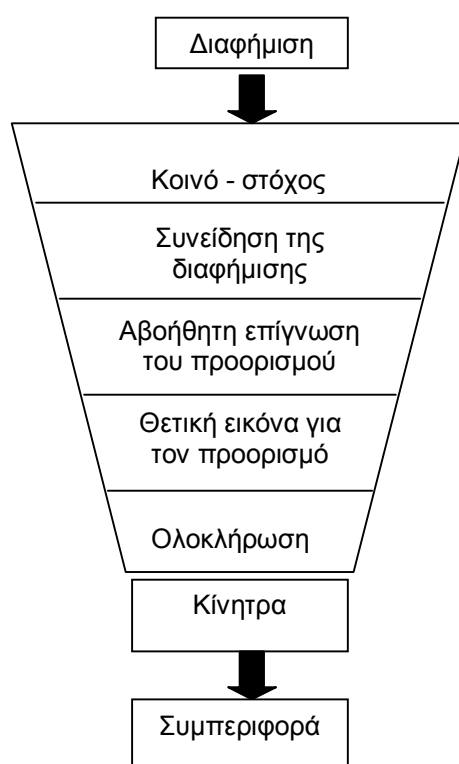 Διαφήμιση
Κοινό - στόχος
Συνείδηση της
διαφήμισης
Αβοήθητη επίγνωση
του προορισμού
Θετική εικόνα για
τον προορισμό
Ολοκλήρωση
Κίνητρα
Συμπεριφορά